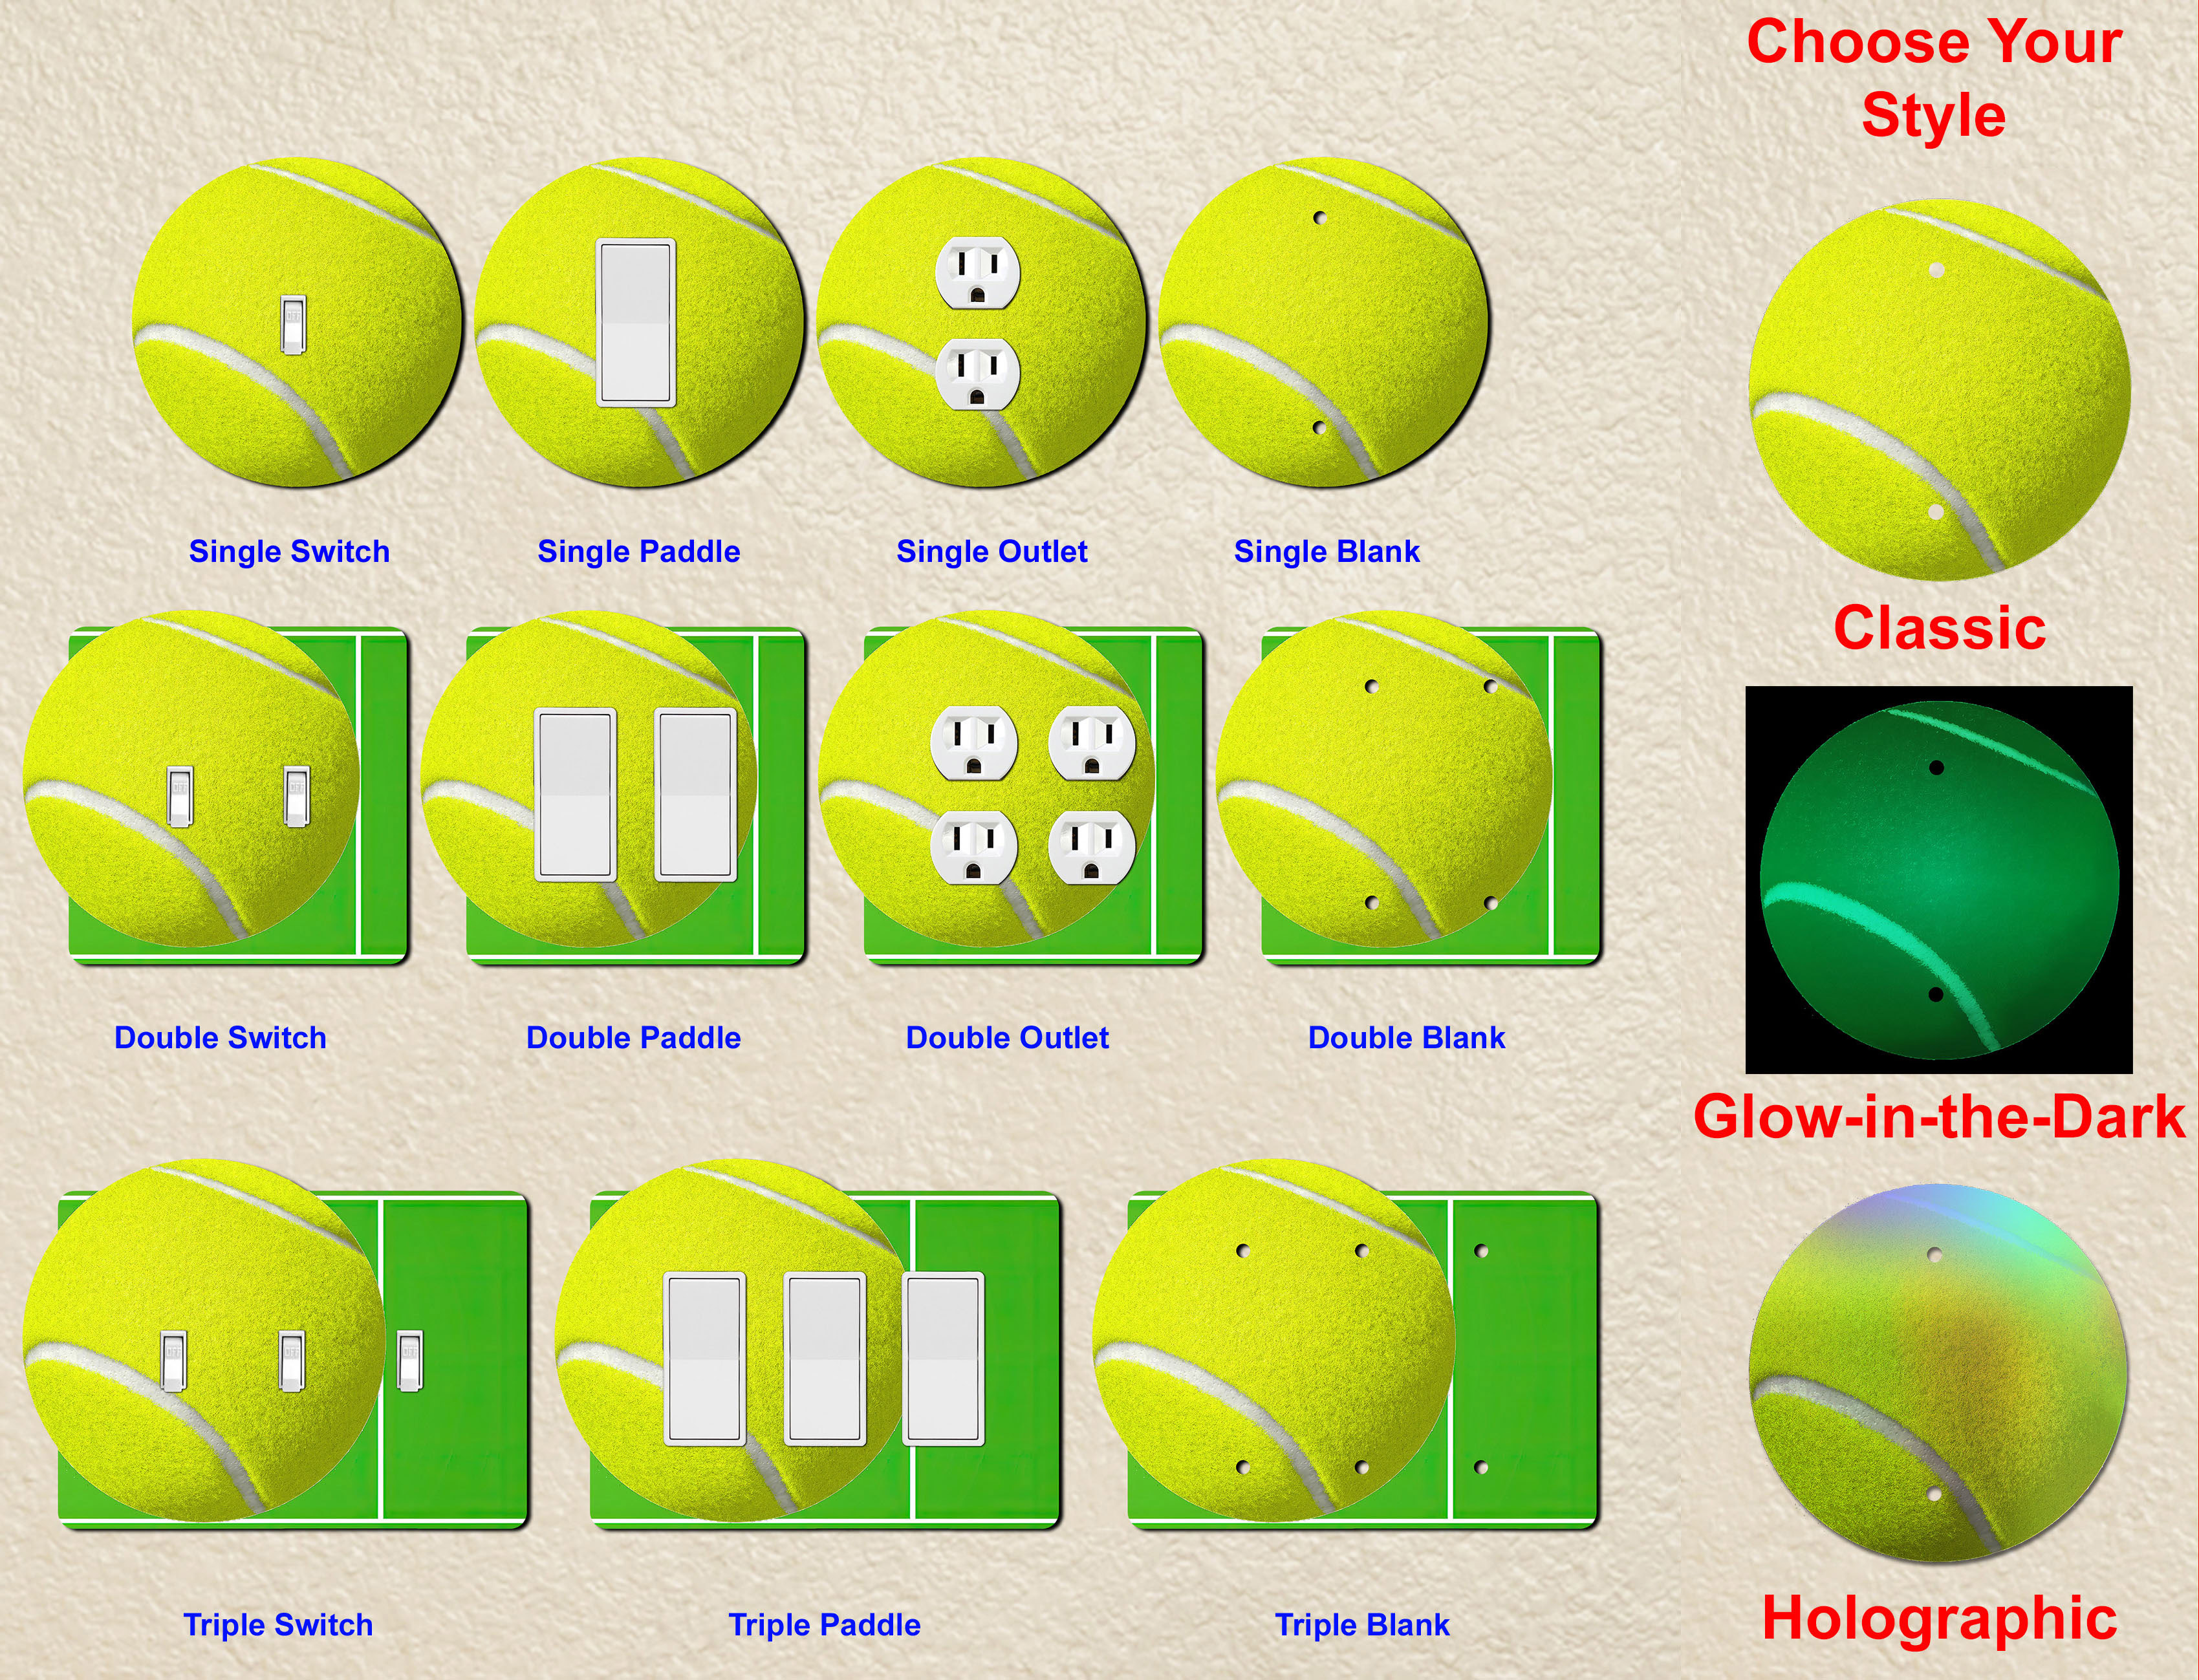 Choose Your
Style
Single Switch
Single Paddle
Single Outlet
Single Blank
Classic
Double Switch
Double Paddle
Double Outlet
Double Blank
Glow-in-the-Dark
Triple Switch
Triple Paddle
Triple Blank
Holographic